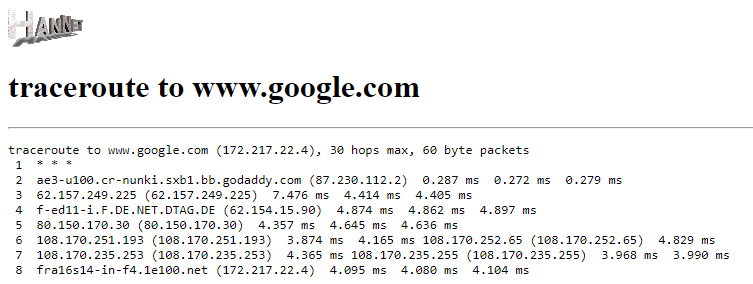 HANNET
traceroute to www.google.com
traceroute to www.google.com (172.217.22.4), 30 hops max, 60 byte packets
1 * * *
2 ae3-u100.cr-nunki.sxb1.bb.godaddy.com (87.230.112.2) 0.287 ms 0.272 ms 0.279 ms
3 62.157.249.225 (62.157.249.225) 7.476 ms 4.414 ms 4.405 ms
4 f-ed11-i.F.DE.NET.DTAG.DE (62.154.15.90) 4.874 ms 4.862 ms 4.897 ms
5 80.150.170.30 (80.150.170.30) 4.357 ms 4.645 ms 4.636 ms
6 108.170.251.193 (108.170.251.193) 3.874 ms 4.165 ms 108.170.252.65 (108.170.252.65) 4.829 ms
7 108.170.235.253 (108.170.235.253) 4.365 ms 108.170.235.255 (108.170.235.255) 3.968 ms 3.990 ms
8 fra16s14-in-f4.1e100.net (172.217.22.4) 4.095 ms 4.080 ms 4.104 ms